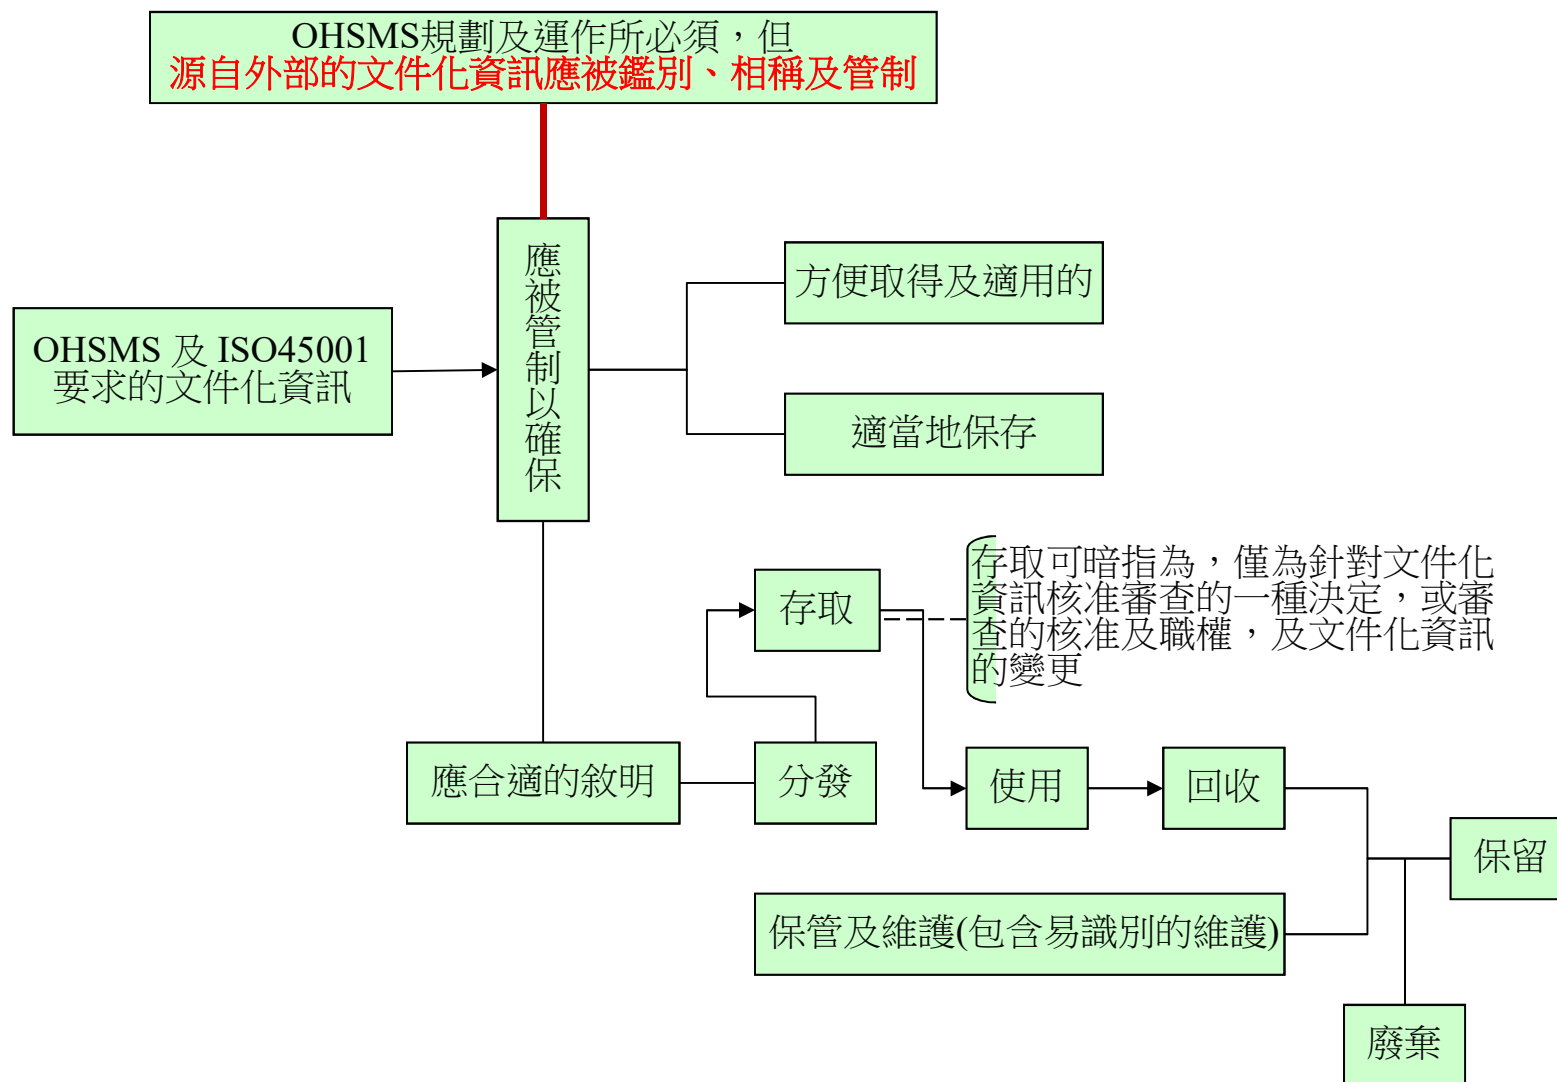 OHSMS規劃及運作所必須，但
源自外部的文件化資訊應被鑑別、相稱及管制
應被管制以確保
方便取得及適用的
OHSMS 及 ISO45001
要求的文件化資訊
適當地保存
存取可暗指為，僅為針對文件化
資訊核准審查的一種決定，或審
查的核准及職權，及文件化資訊
的變更
存取
應合適的敘明
分發
使用
回收
保留
保管及維護(包含易識別的維護)
廢棄